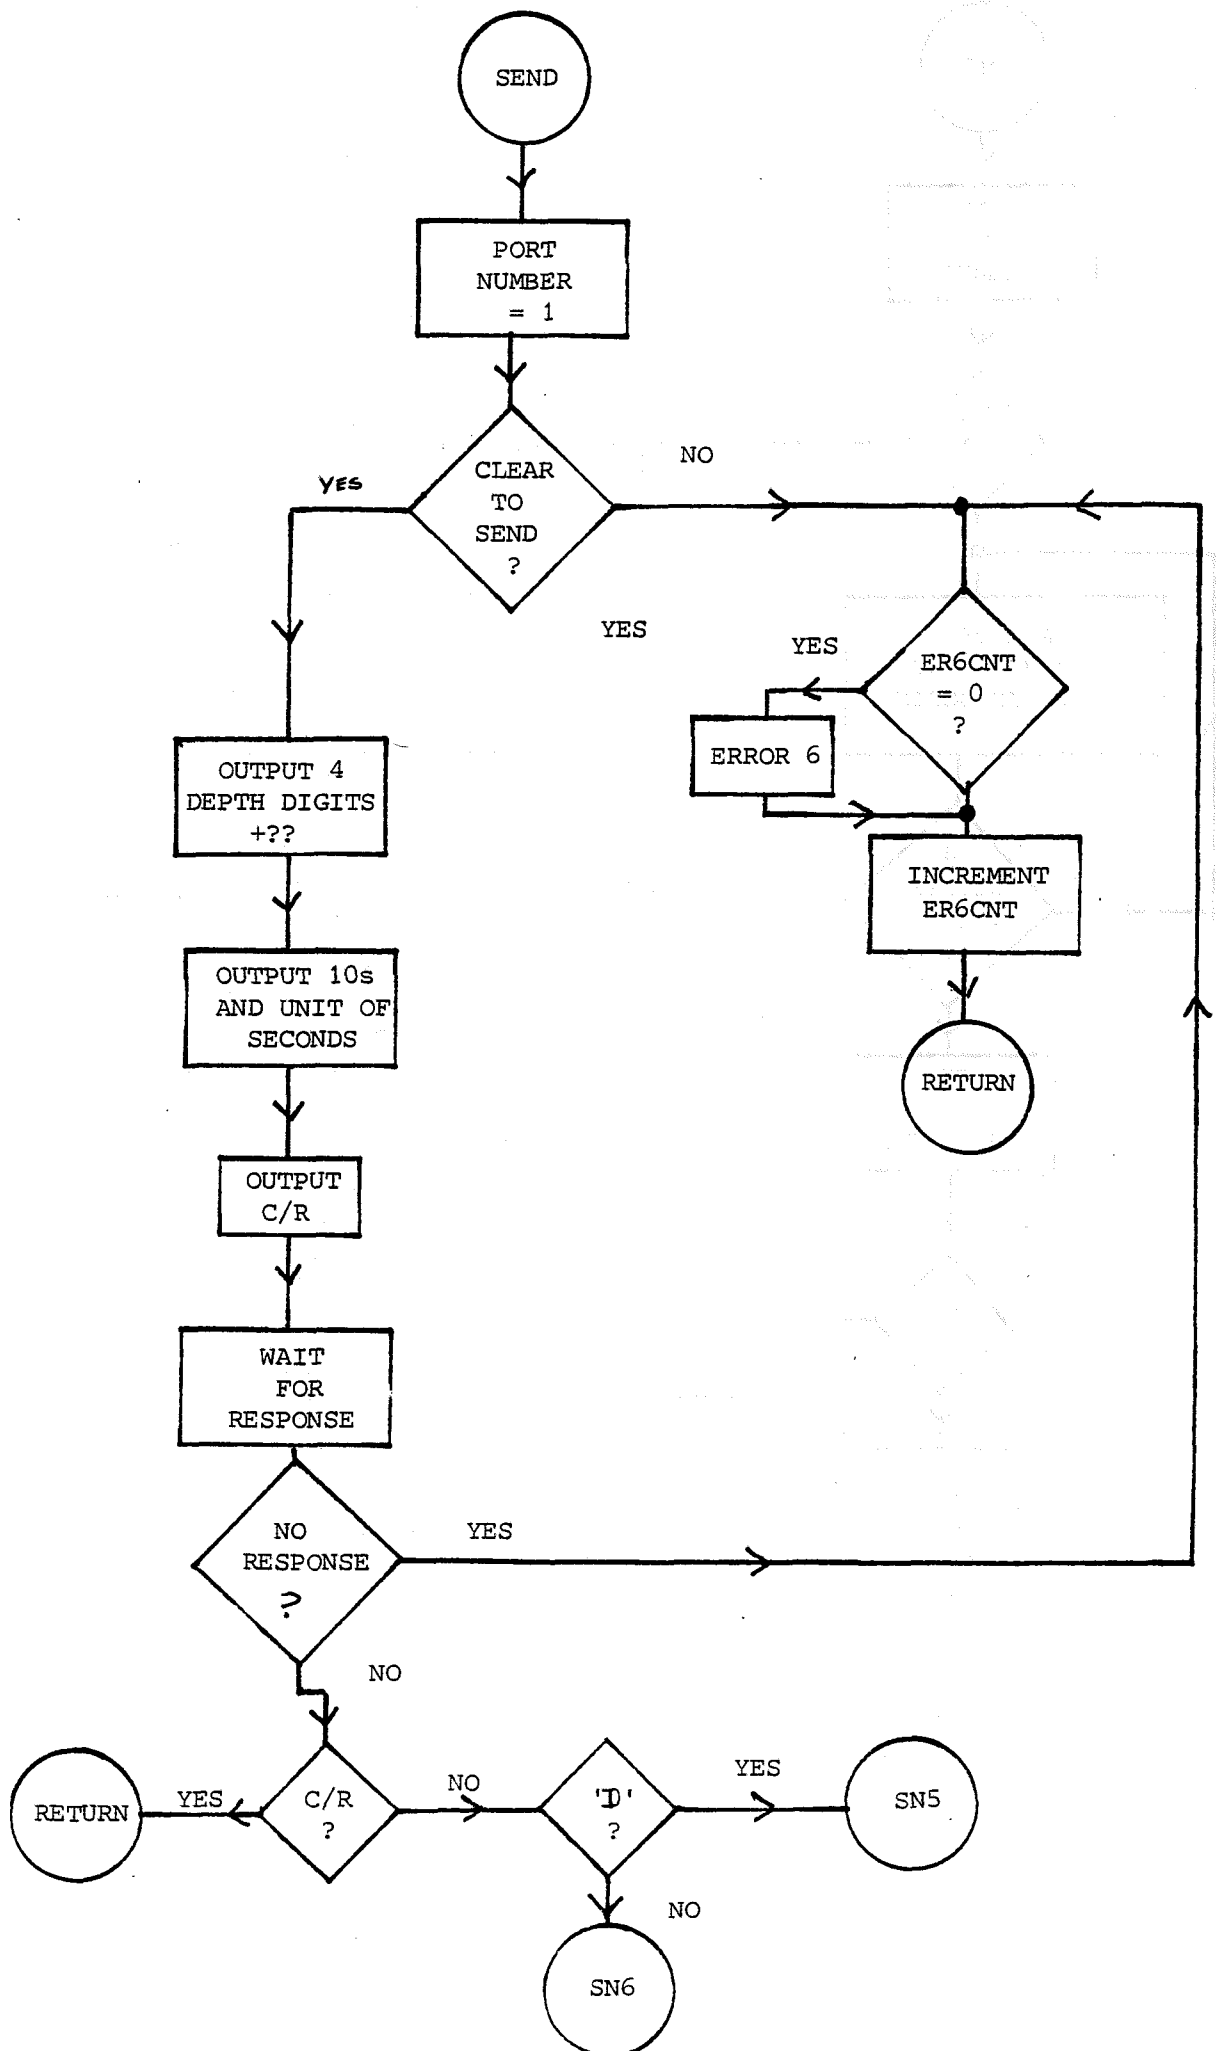 SEND
PORT
NUMBER
= 1
CLEAR
TO
SEND
?
NO
YES
YES
YES
ER6CNT
= 0
?
ERROR 6
INCREMENT
ER6CNT
RETURN
OUTPUT 4
DEPTH DIGITS
+??
OUTPUT 10s
AND UNIT OF
SECONDS
OUTPUT
C/R
WAIT
FOR
RESPONSE
NO
RESPONSE
?
YES
NO
C/R
?
YES
RETURN
NO
'D'
?
YES
SN5
NO
SN6